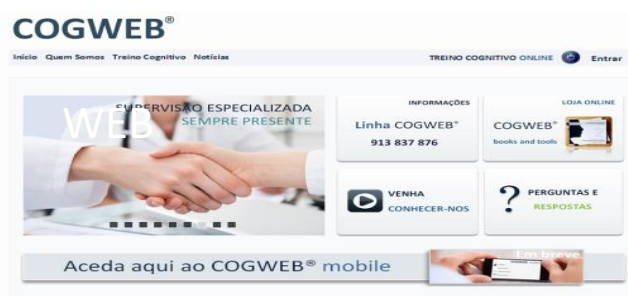 COGWEB®
Início Quem Somos Treino Cognitivo Notícias
TREINO COGNITIVO ONLINE Entrar
SUPERVISÃO ESPECIALIZADA
SEMPRE PRESENTE
WEB
INFORMAÇÕES
Linha COGWEB®
913 837 876
LOJA ONLINE
COGWEB®
books and tools
VENHA
CONHECER-NOS
?
PERGUNTAS E
RESPOSTAS
Aceda aqui ao COGWEB® mobile
Em breve